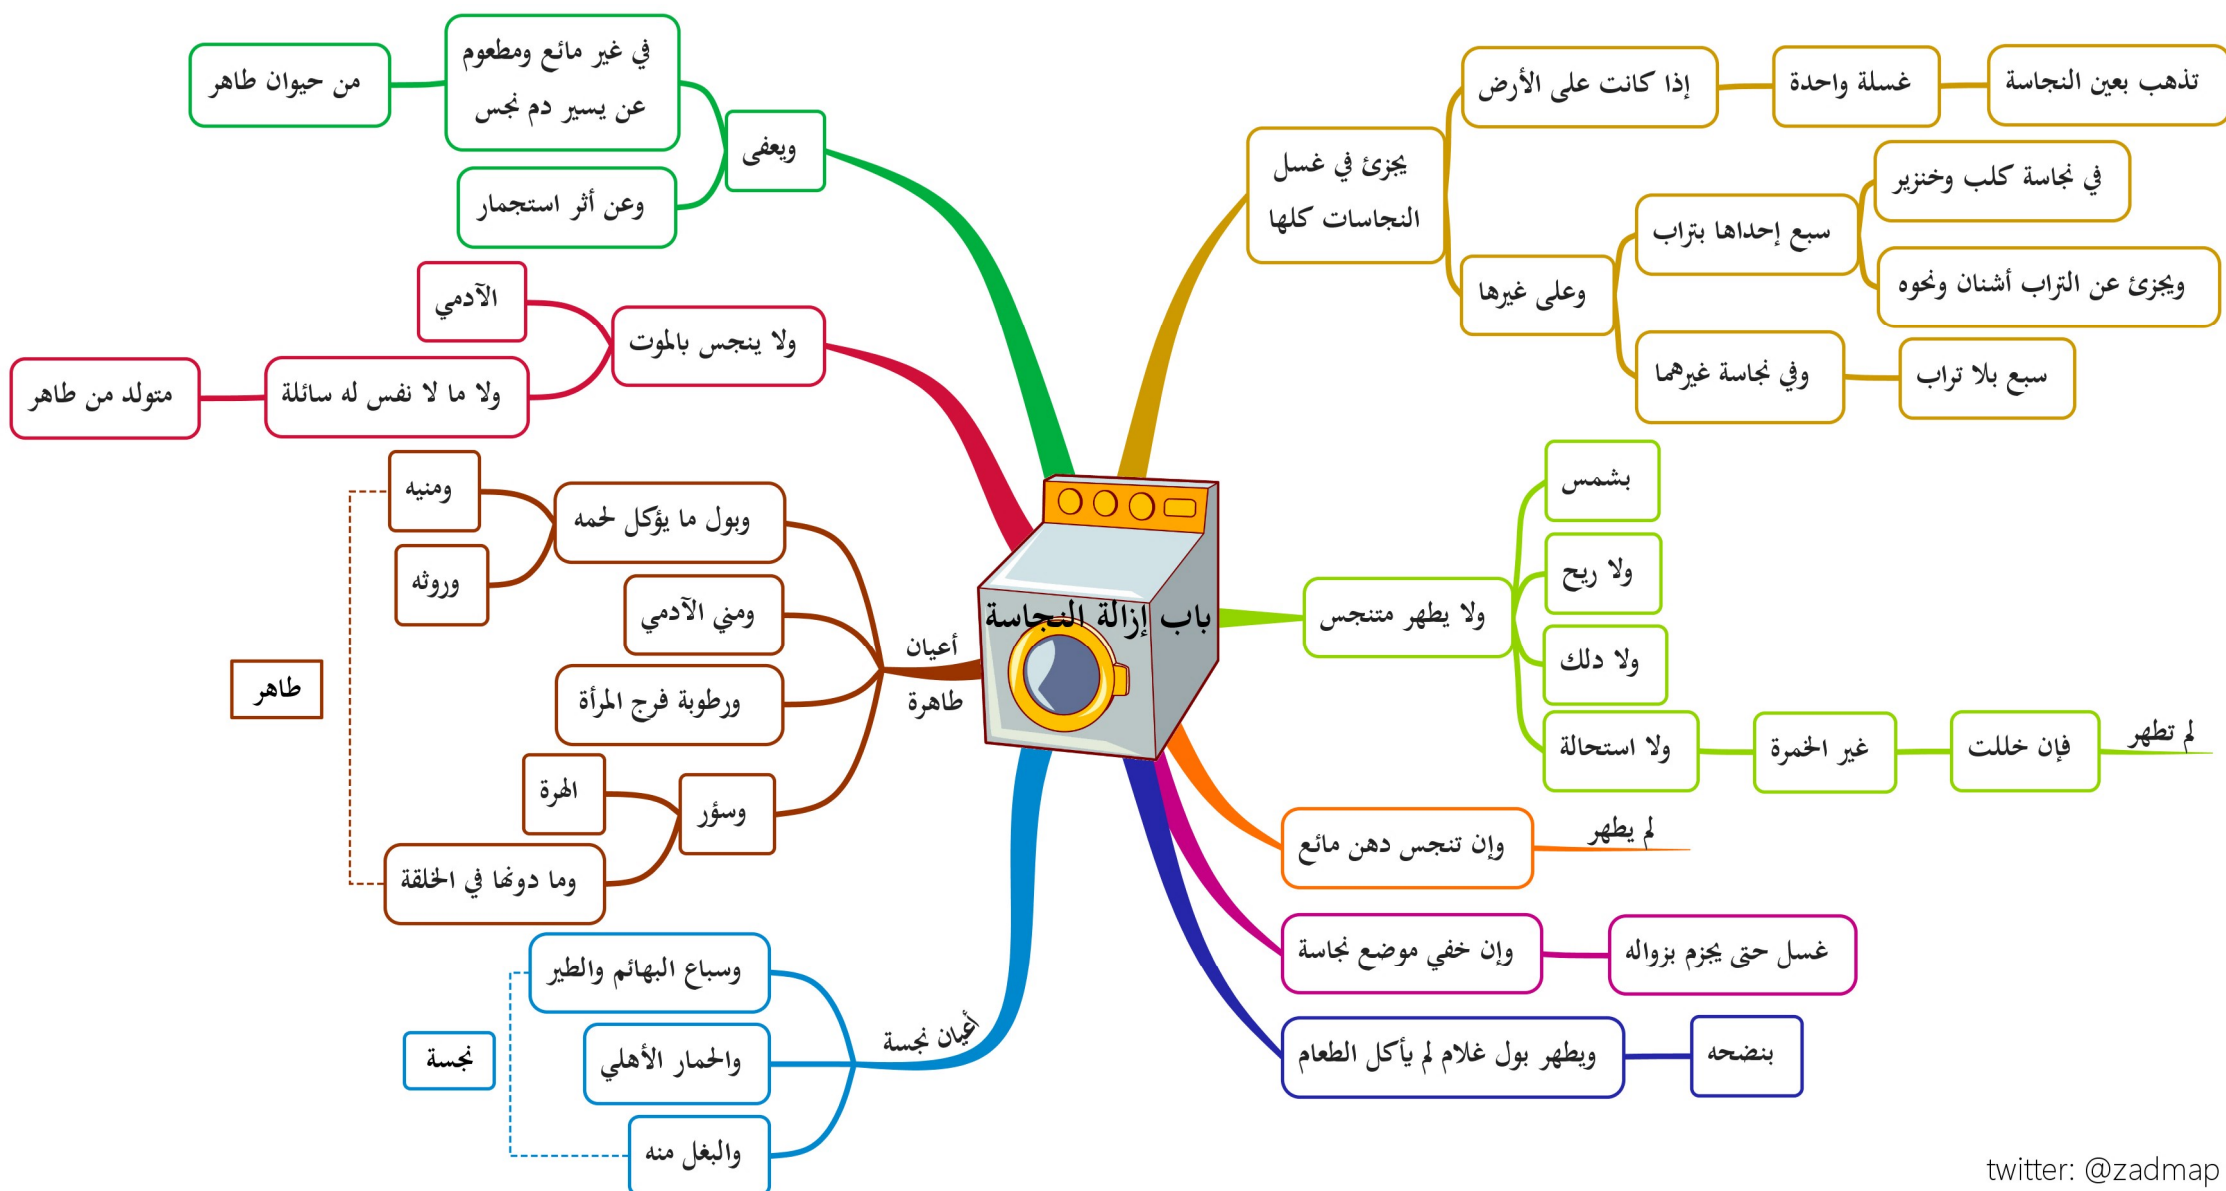 باب إزالة النجاسة
يجزئ في غسل
النجاسات كلها
إذا كانت على الأرض
غسلة واحدة
تذهب بعين النجاسة
وعلى غيرها
سبع إحداها بتراب
في نجاسة كلب وخنزير
ويجزئ عن التراب أشنان ونحوه
وفي نجاسة غيرهما
سبع بلا تراب
ولا يطهر متنجس
بشمس
ولا ريح
ولا دلك
ولا استحالة
غير الخمرة
فإن خللت
لم تطهر
وإن تنجس دهن مائع
لم يطهر
وإن خفي موضع نجاسة
غسل حتى يجزم بزواله
ويطهر بول غلام لم يأكل الطعام
بنضحه
ويعفى
في غير مائع ومطعوم
عن يسير دم نجس
من حيوان طاهر
وعن أثر استجمار
ولا ينجس بالموت
الآدمي
ولا ما لا نفس له سائلة
متولد من طاهر
أعيان
طاهرة
وبول ما يؤكل لحمه
ومنيه
وروثه
ومني الآدمي
ورطوبة فرج المرأة
وسؤر
الهرة
وما دونها في الخلقة
طاهر
أعيان نجسة
وسباع البهائم والطير
والحمار الأهلي
والبغل منه
نجسة
twitter: @zadmap